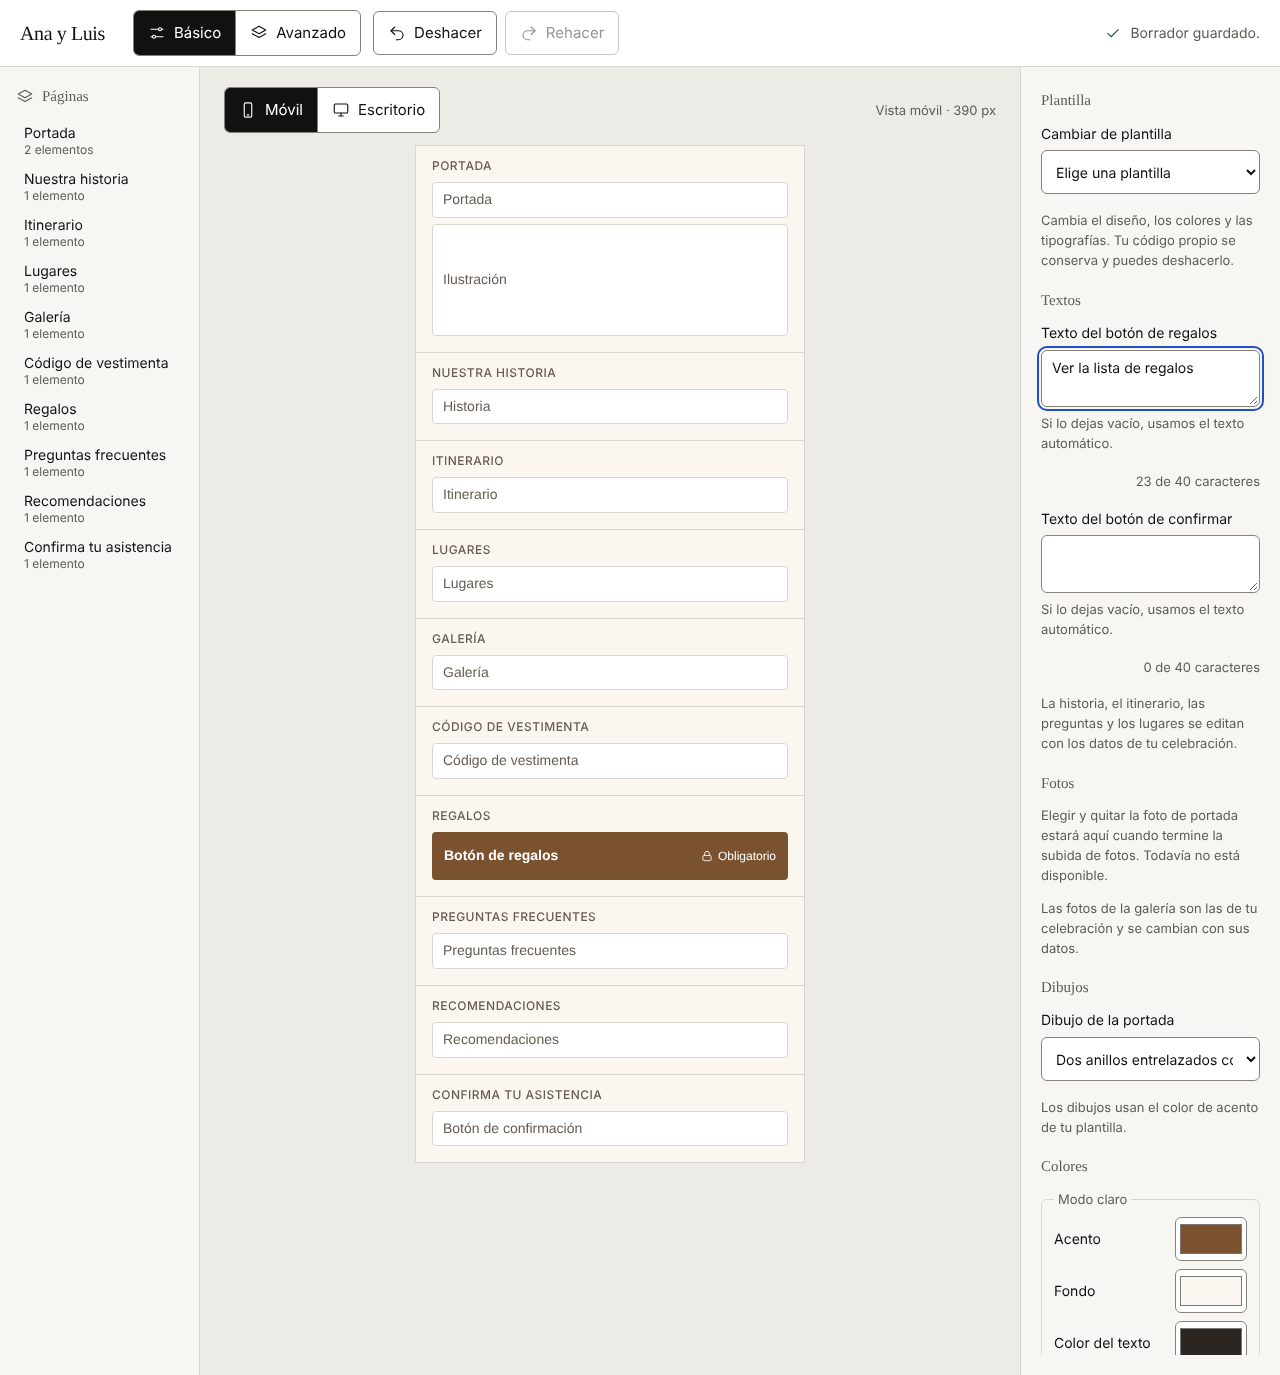 Ana y Luis
Básico
Avanzado
Deshacer
Rehacer
Borrador guardado.
Páginas
Portada
2 elementos
Nuestra historia
1 elemento
Itinerario
1 elemento
Lugares
1 elemento
Galería
1 elemento
Código de vestimenta
1 elemento
Regalos
1 elemento
Preguntas frecuentes
1 elemento
Recomendaciones
1 elemento
Confirma tu asistencia
1 elemento
Móvil
Escritorio
Vista móvil · 390 px
PORTADA
Portada
Ilustración
NUESTRA HISTORIA
Historia
ITINERARIO
Itinerario
LUGARES
Lugares
GALERÍA
Galería
CÓDIGO DE VESTIMENTA
Código de vestimenta
REGALOS
Botón de regalos
Obligatorio
PREGUNTAS FRECUENTES
Preguntas frecuentes
RECOMENDACIONES
Recomendaciones
CONFIRMA TU ASISTENCIA
Botón de confirmación
Plantilla
Cambiar de plantilla
Elige una plantilla
Cambia el diseño, los colores y las
tipografías. Tu código propio se
conserva y puedes deshacerlo.
Textos
Texto del botón de regalos
Ver la lista de regalos
Si lo dejas vacío, usamos el texto
automático.
23 de 40 caracteres
Texto del botón de confirmar
Si lo dejas vacío, usamos el texto
automático.
0 de 40 caracteres
La historia, el itinerario, las
preguntas y los lugares se editan
con los datos de tu celebración.
Fotos
Elegir y quitar la foto de portada
estará aquí cuando termine la
subida de fotos. Todavía no está
disponible.
Las fotos de la galería son las de tu
celebración y se cambian con sus
datos.
Dibujos
Dibujo de la portada
Dos anillos entrelazados
Los dibujos usan el color de acento
de tu plantilla.
Colores
Modo claro
Acento
Fondo
Color del texto